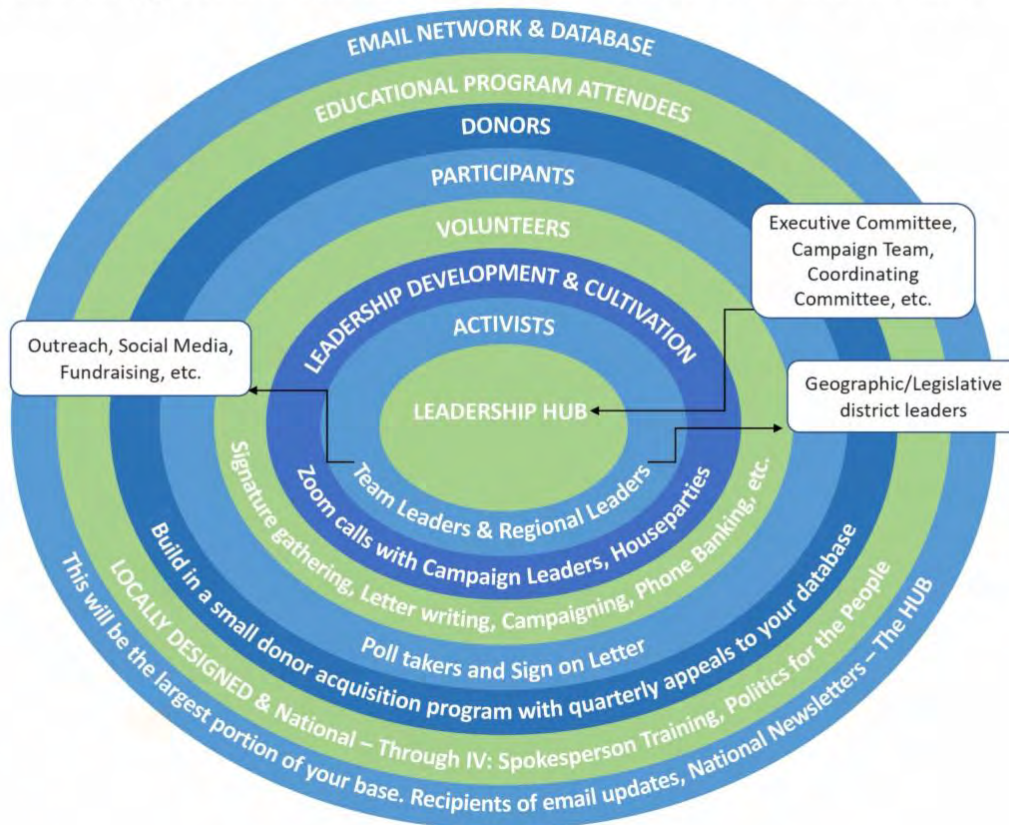 EMAIL NETWORK & DATABASE
EDUCATIONAL PROGRAM ATTENDEES
DONORS
PARTICIPANTS
VOLUNTEERS
LEADERSHIP DEVELOPMENT & CULTIVATION
ACTIVISTS
LEADERSHIP HUB
Executive Committee,
Campaign Team,
Coordinating
Committee, etc.
Outreach, Social Media,
Fundraising, etc.
Geographic/Legislative
district leaders
Team Leaders & Regional Leaders
Zoom calls with Campaign Leaders, Houseparties
Signature gathering, Letter writing, Campaigning, Phone Banking, etc.
Poll takers and Sign on Letter
Build in a small donor acquisition program with quarterly appeals to your database
LOCALLY DESIGNED & National – Through IV: Spokesperson Training, Politics for the People
This will be the largest portion of your base. Recipients of email updates, National Newsletters – The HUB